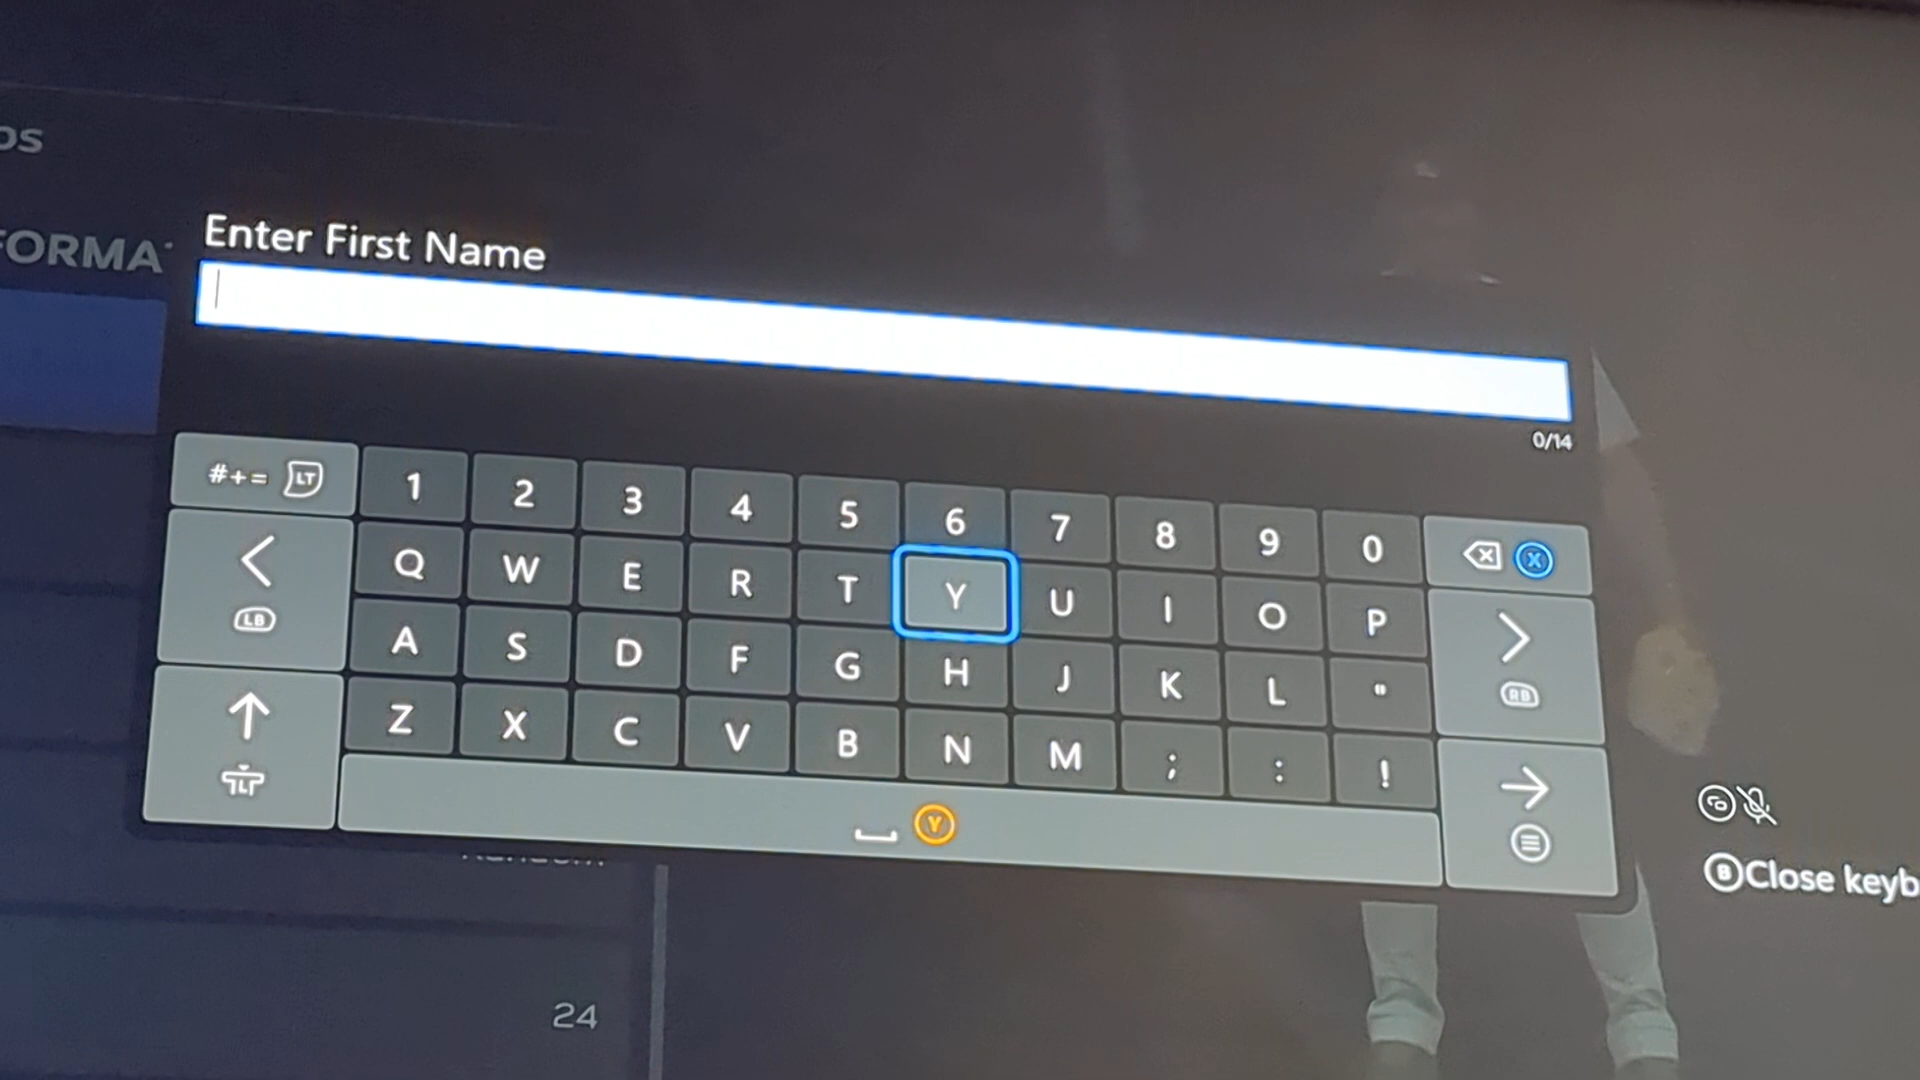 OS
FORMA
Enter First Name
0/14
#+= LT 1 2 3 4 5 6 7 8 9 0 X
LB Q W E R T Y U I O P RB
A S D F G H J K L "
Z X C V B N M ; : !
Y
B Close keyb
24